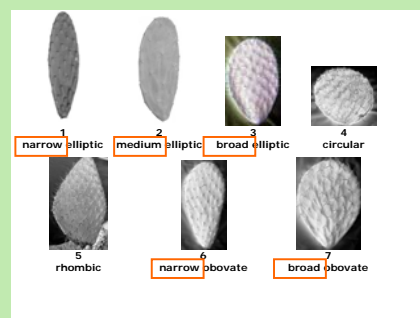 1
narrow elliptic
2
medium elliptic
3
broad elliptic
4
circular
5
rhombic
6
narrow obovate
7
broad obovate